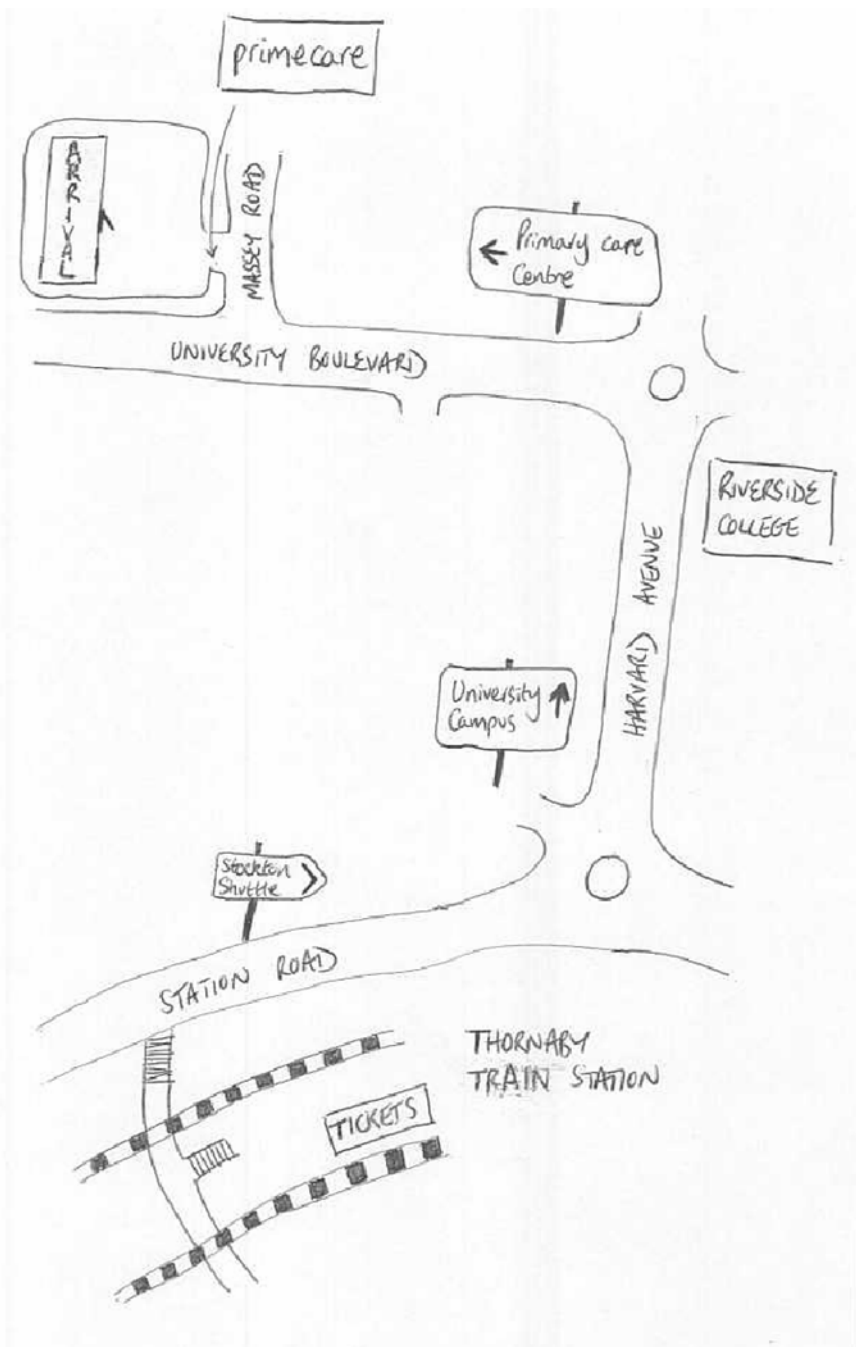 primecare
ARRIVAL
MASSEY ROAD
Primary care
Centre
UNIVERSITY BOULEVARD
RIVERSIDE
COLLEGE
HARVARD AVENUE
University
Campus
Stockton
Shuttle
STATION ROAD
THORNABY
TRAIN STATION
TICKETS